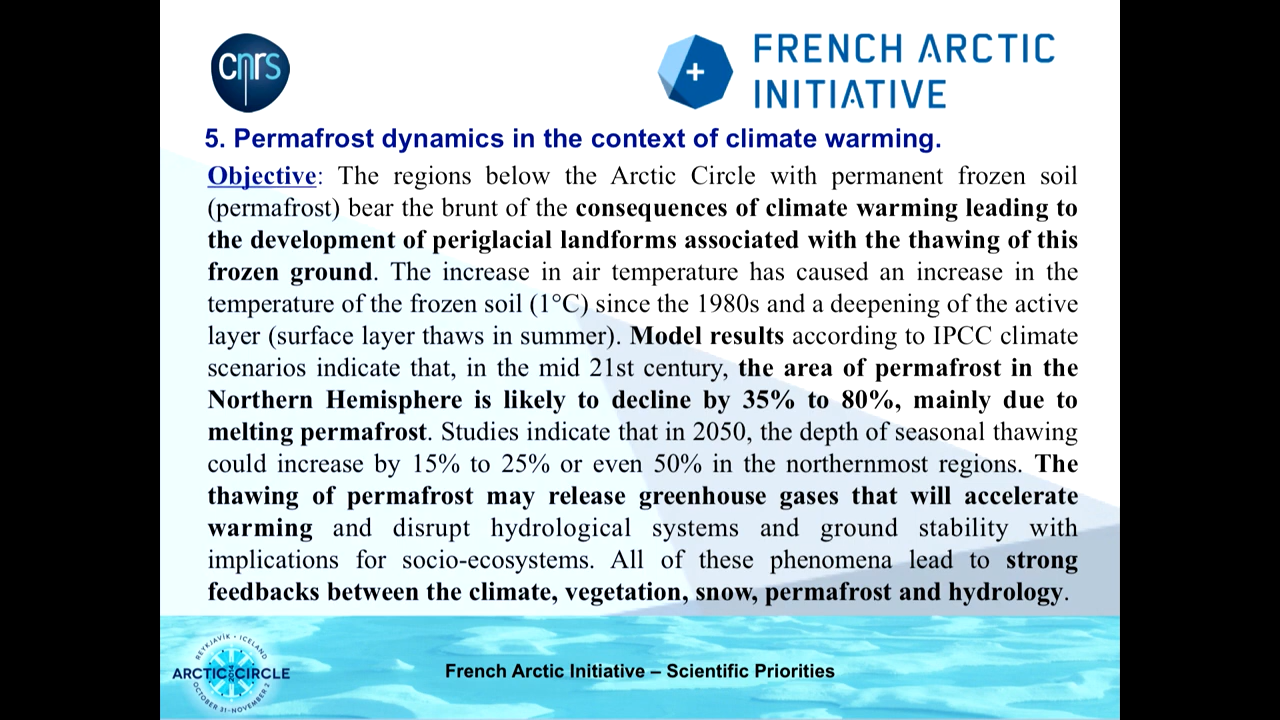 cnrs
FRENCH ARCTIC
INITIATIVE
5. Permafrost dynamics in the context of climate warming.
Objective: The regions below the Arctic Circle with permanent frozen soil
(permafrost) bear the brunt of the consequences of climate warming leading to
the development of periglacial landforms associated with the thawing of this
frozen ground. The increase in air temperature has caused an increase in the
temperature of the frozen soil (1°C) since the 1980s and a deepening of the active
layer (surface layer thaws in summer). Model results according to IPCC climate
scenarios indicate that, in the mid 21st century, the area of permafrost in the
Northern Hemisphere is likely to decline by 35% to 80%, mainly due to
melting permafrost. Studies indicate that in 2050, the depth of seasonal thawing
could increase by 15% to 25% or even 50% in the northernmost regions. The
thawing of permafrost may release greenhouse gases that will accelerate
warming and disrupt hydrological systems and ground stability with
implications for socio-ecosystems. All of these phenomena lead to strong
feedbacks between the climate, vegetation, snow, permafrost and hydrology.
REYKJAVÍK • ICELAND
ARCTIC CIRCLE
OCTOBER 31-NOVEMBER 2
French Arctic Initiative – Scientific Priorities